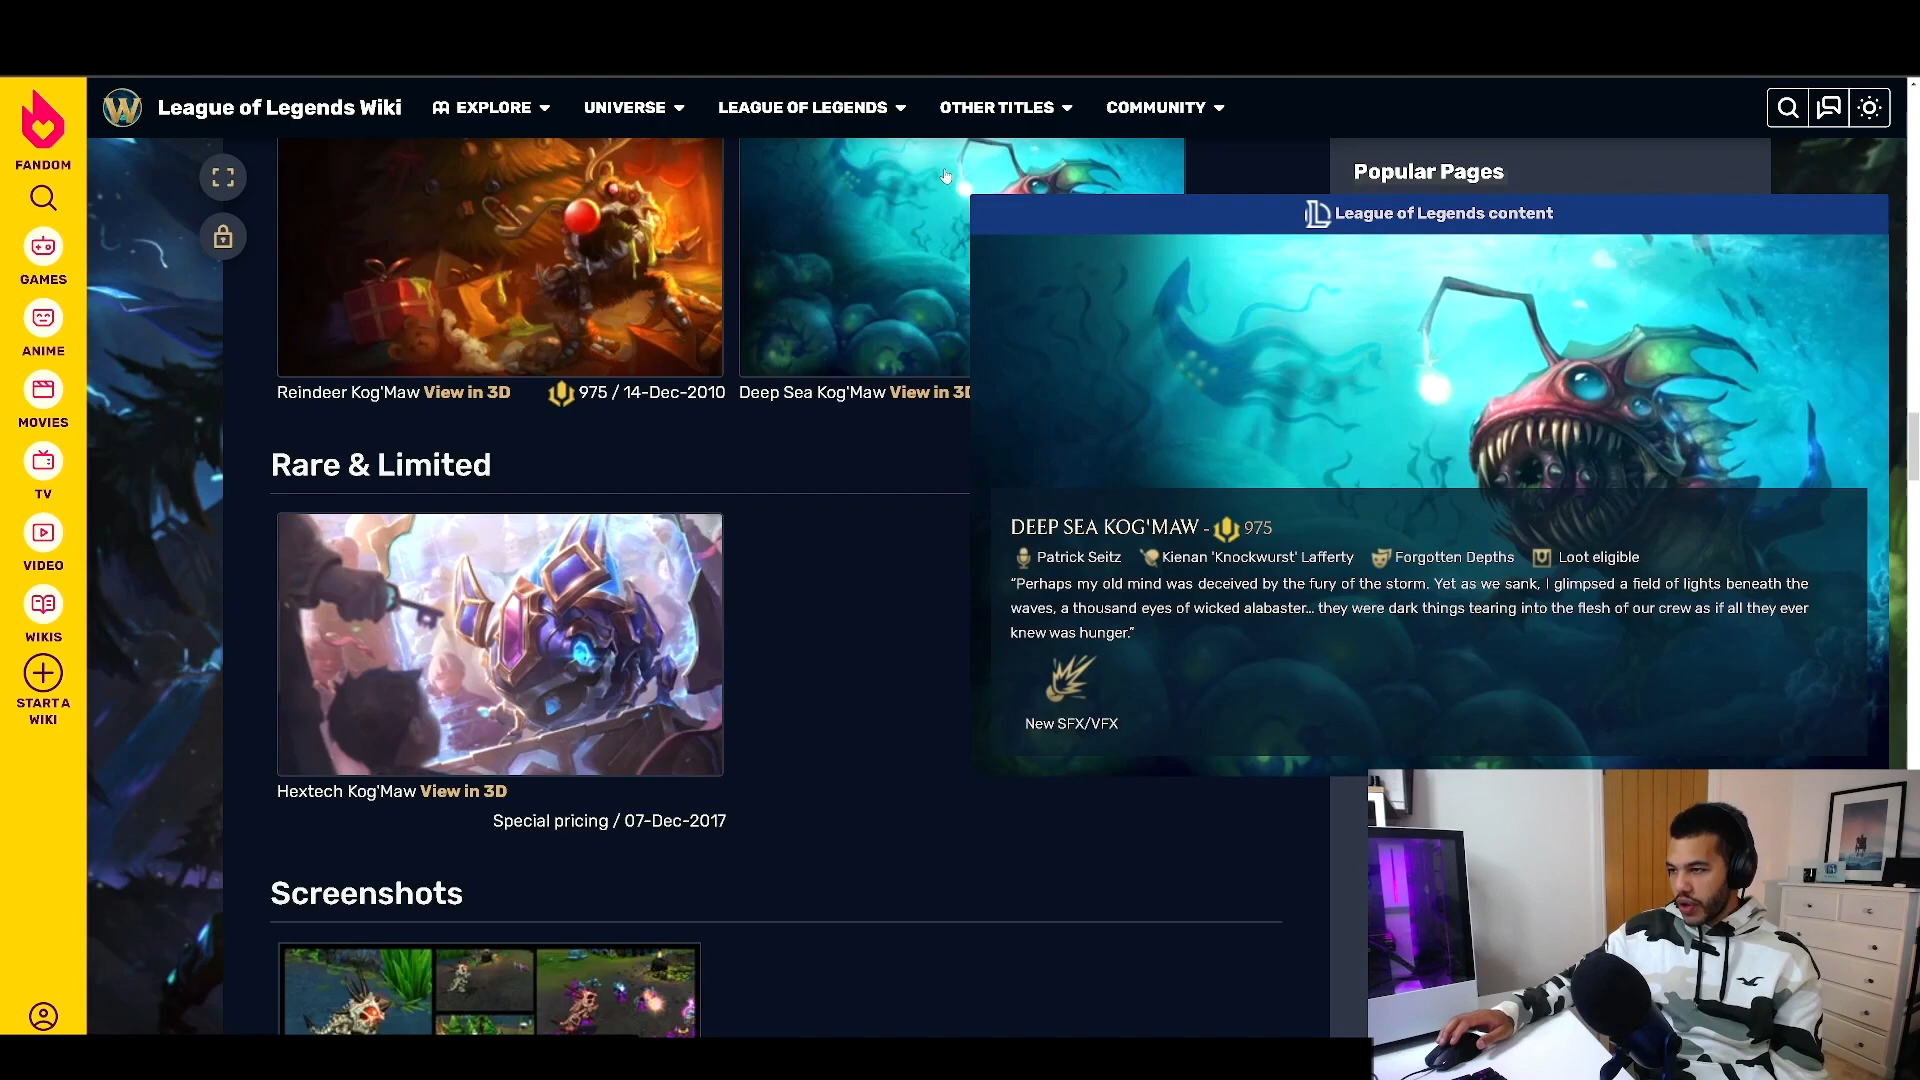 FANDOM
GAMES
ANIME
MOVIES
TV
VIDEO
WIKIS
START A
WIKI
League of Legends Wiki
EXPLORE
UNIVERSE
LEAGUE OF LEGENDS
OTHER TITLES
COMMUNITY
Popular Pages
League of Legends content
Reindeer Kog'Maw View in 3D
975 / 14-Dec-2010
Deep Sea Kog'Maw View in 3D
Rare & Limited
DEEP SEA KOG'MAW - 975
Patrick Seitz Kienan 'Knockwurst' Lafferty Forgotten Depths Loot eligible
“Perhaps my old mind was deceived by the fury of the storm. Yet as we sank, I glimpsed a field of lights beneath the
waves, a thousand eyes of wicked alabaster... they were dark things tearing into the flesh of our crew as if all they ever
knew was hunger.”
New SFX/VFX
Hextech Kog'Maw View in 3D
Special pricing / 07-Dec-2017
Screenshots